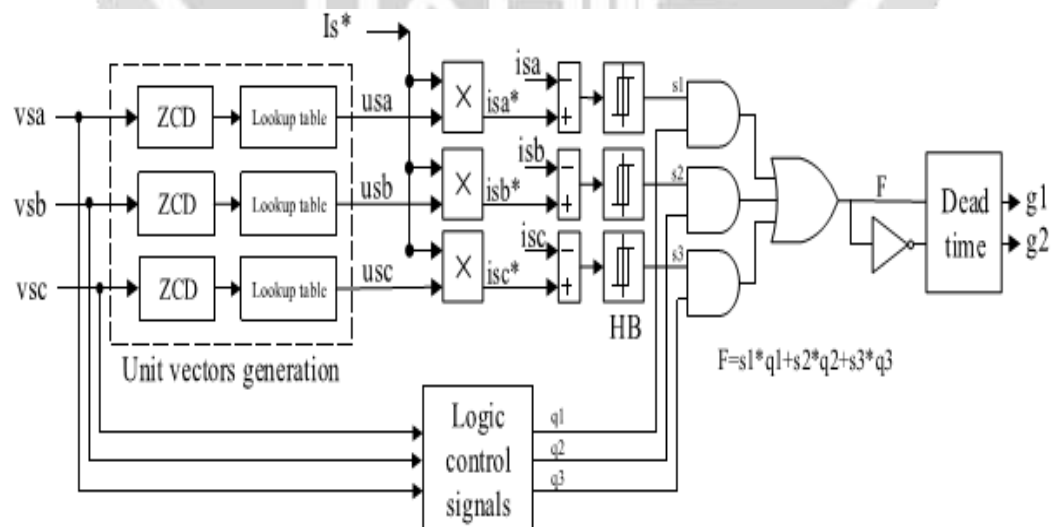 Is*
vsa
ZCD
Lookup table
usa
X
isa*
isa
−
+
s1
vsb
ZCD
Lookup table
usb
X
isb*
isb
−
+
s2
vsc
ZCD
Lookup table
usc
X
isc*
isc
−
+
s3
HB
Unit vectors generation
F
Dead
time
g1
g2
F=s1*q1+s2*q2+s3*q3
Logic
control
signals
q1
q2
q3